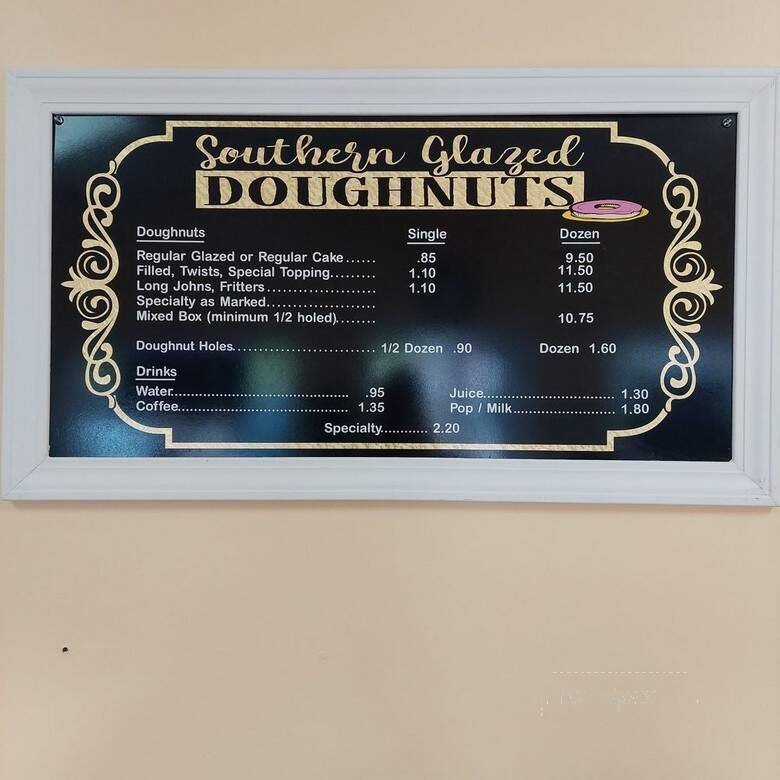 Southern Glazed
DOUGHNUTS
Doughnuts Single Dozen
Regular Glazed or Regular Cake...... .85 9.50
Filled, Twists, Special Topping......... 1.10 11.50
Long Johns, Fritters....................... 1.10 11.50
Specialty as Marked.......................
Mixed Box (minimum 1/2 holed)........ 10.75
Doughnut Holes.............................. 1/2 Dozen .90 Dozen 1.60
Drinks
Water............................................ .95 Juice................................. 1.30
Coffee........................................... 1.35 Pop / Milk.......................... 1.80
Specialty............ 2.20